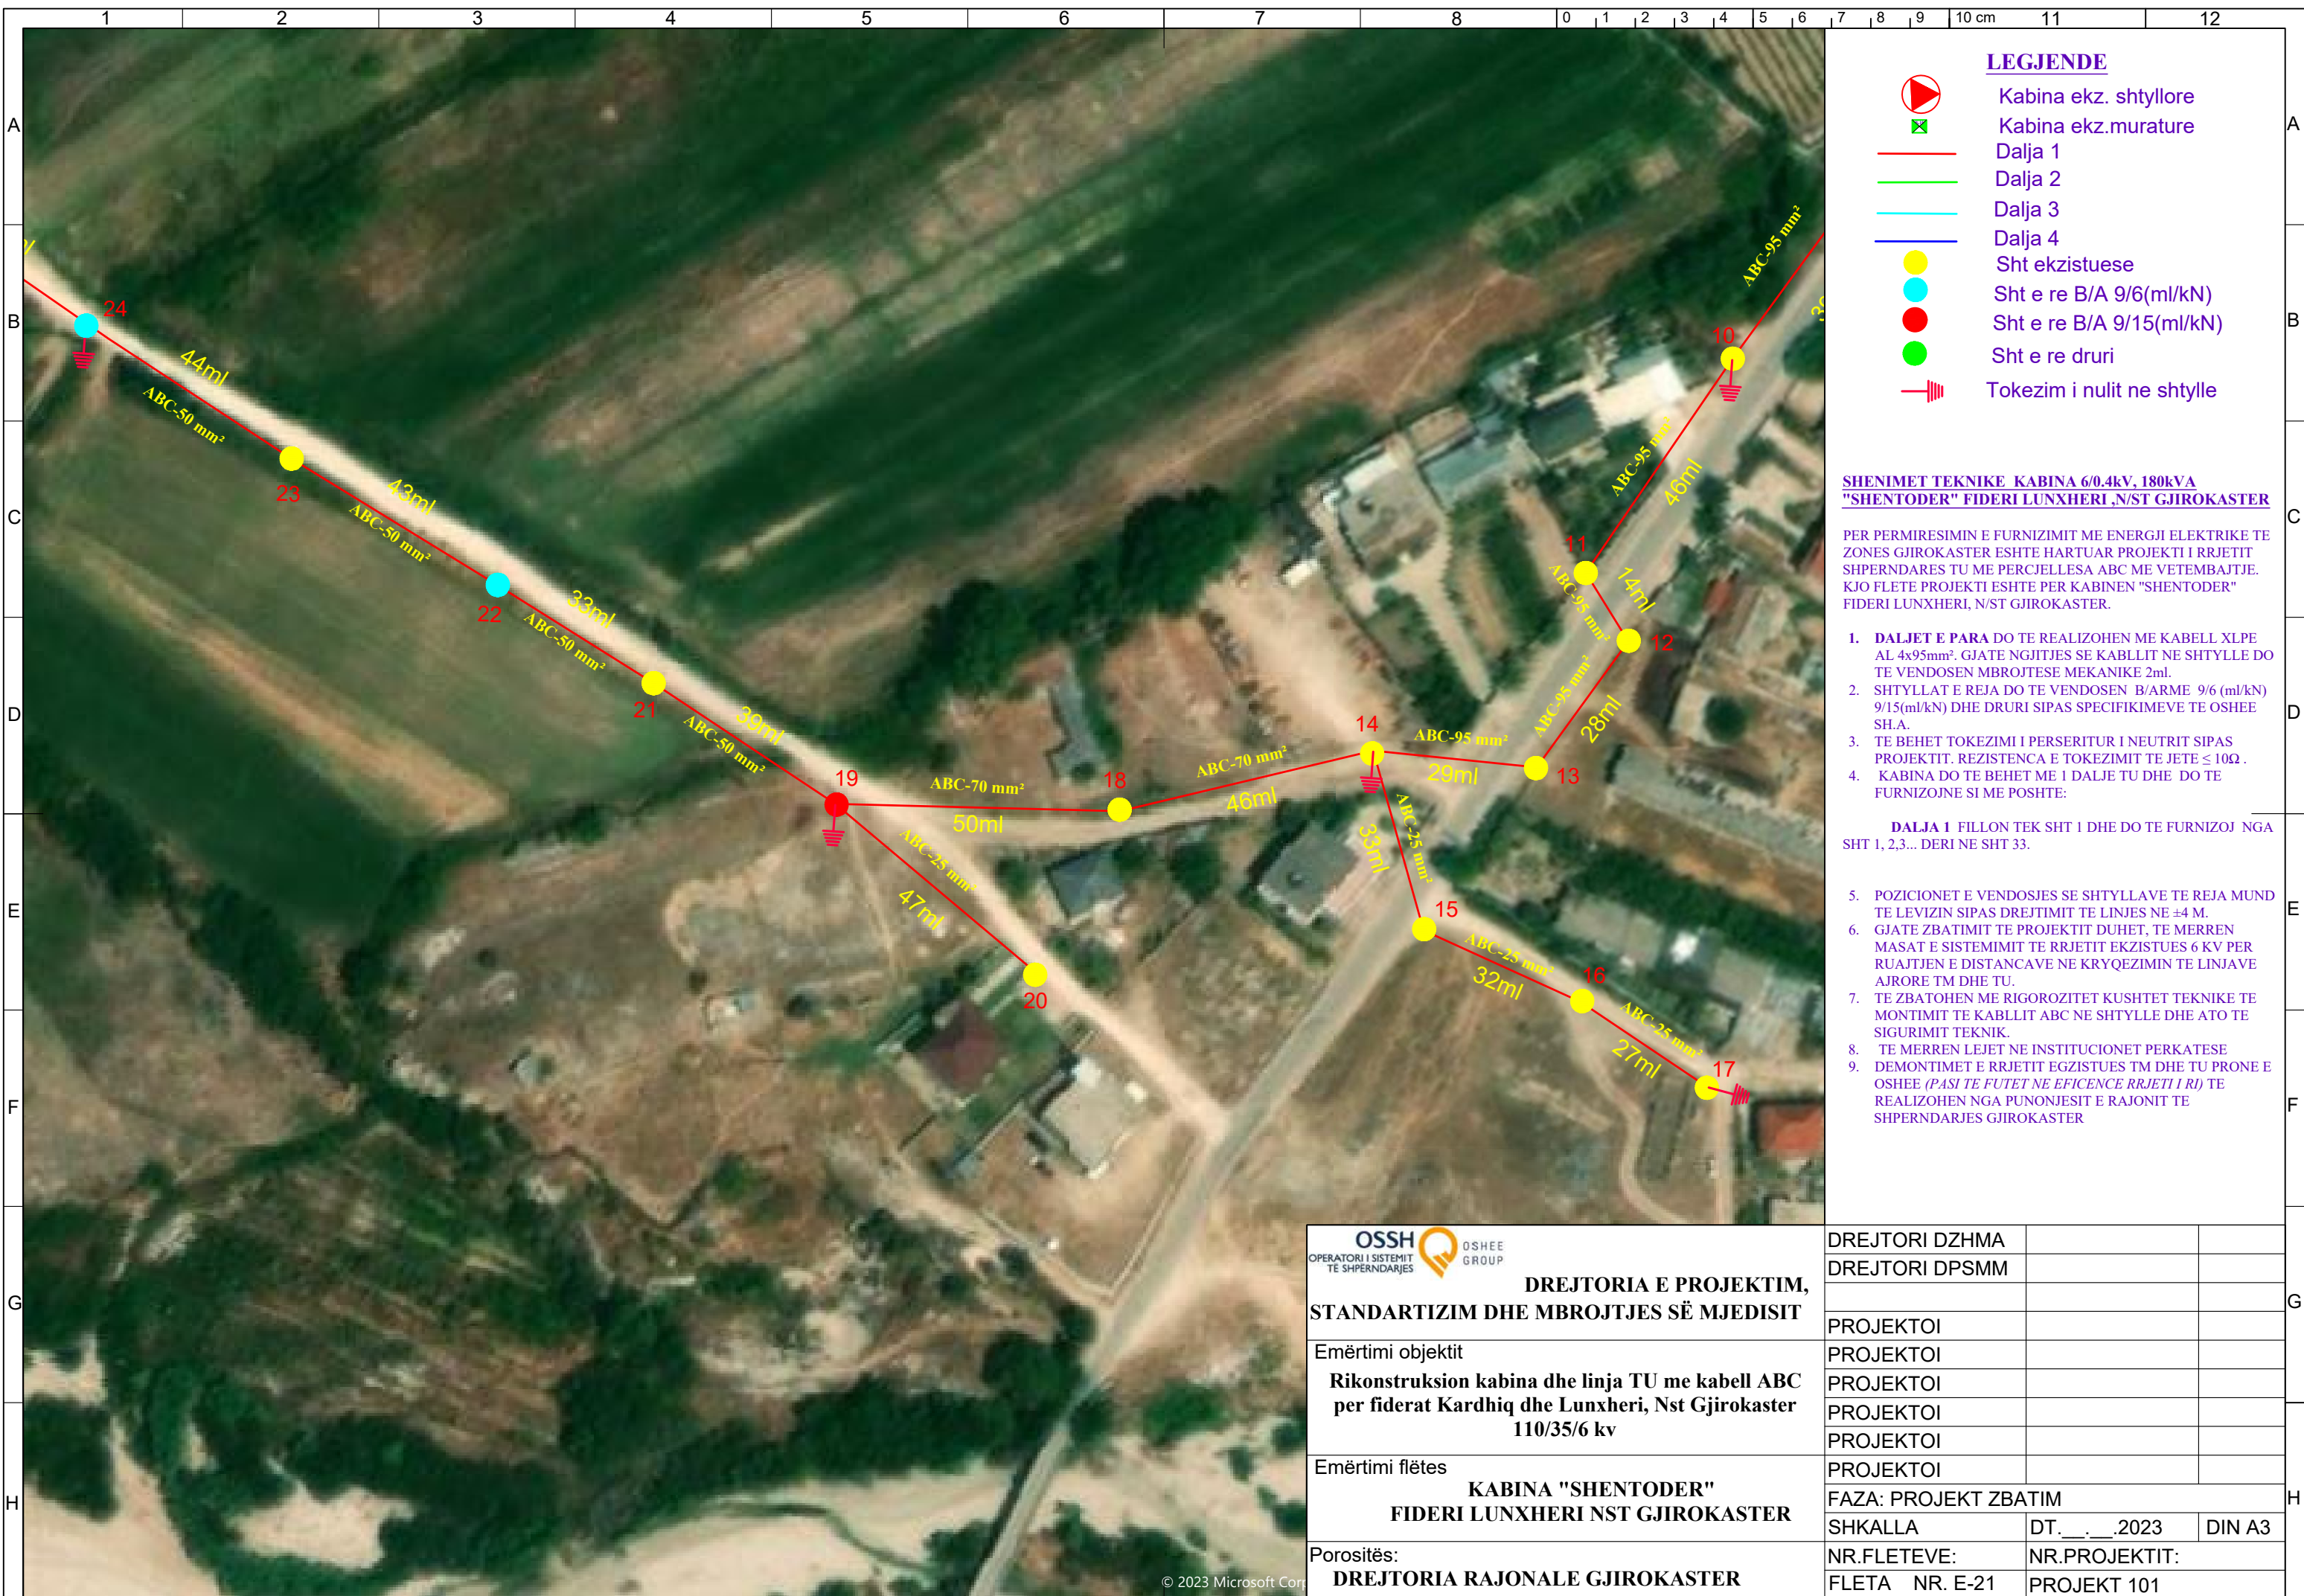 1 2 3 4 5 6 7 8 0 1 2 3 4 5 6 7 8 9 10 cm 11 12
A
B
C
D
E
F
G
H
A
B
C
D
E
F
G
H
24
44ml
ABC-50 mm²
23
43ml
ABC-50 mm²
22
33ml
ABC-50 mm²
21
39ml
ABC-50 mm²
19
ABC-70 mm²
50ml
18
ABC-70 mm²
46ml
14
ABC-95 mm²
29ml
13
ABC-95 mm²
28ml
12
ABC-95 mm²
14ml
11
ABC-95 mm²
46ml
10
ABC-95 mm²
ABC-25 mm²
47ml
20
ABC-25 mm²
33ml
15
ABC-25 mm²
32ml
16
ABC-25 mm²
27ml
17
© 2023 Microsoft Corp
LEGJENDE
Kabina ekz. shtyllore
Kabina ekz.murature
Dalja 1
Dalja 2
Dalja 3
Dalja 4
Sht ekzistuese
Sht e re B/A 9/6(ml/kN)
Sht e re B/A 9/15(ml/kN)
Sht e re druri
Tokezim i nulit ne shtylle
SHENIMET TEKNIKE KABINA 6/0.4kV, 180kVA
"SHENTODER" FIDERI LUNXHERI ,N/ST GJIROKASTER
PER PERMIRESIMIN E FURNIZIMIT ME ENERGJI ELEKTRIKE TE
ZONES GJIROKASTER ESHTE HARTUAR PROJEKTI I RRJETIT
SHPERNDARES TU ME PERCJELLESA ABC ME VETEMBAJTJE.
KJO FLETE PROJEKTI ESHTE PER KABINEN "SHENTODER"
FIDERI LUNXHERI, N/ST GJIROKASTER.
1. DALJET E PARA DO TE REALIZOHEN ME KABELL XLPE
AL 4x95mm². GJATE NGJITJES SE KABLLIT NE SHTYLLE DO
TE VENDOSEN MBROJTESE MEKANIKE 2ml.
2. SHTYLLAT E REJA DO TE VENDOSEN B/ARME 9/6 (ml/kN)
9/15(ml/kN) DHE DRURI SIPAS SPECIFIKIMEVE TE OSHEE
SH.A.
3. TE BEHET TOKEZIMI I PERSERITUR I NEUTRIT SIPAS
PROJEKTIT. REZISTENCA E TOKEZIMIT TE JETE ≤ 10Ω .
4. KABINA DO TE BEHET ME 1 DALJE TU DHE DO TE
FURNIZOJNE SI ME POSHTE:
DALJA 1 FILLON TEK SHT 1 DHE DO TE FURNIZOJ NGA
SHT 1, 2,3... DERI NE SHT 33.
5. POZICIONET E VENDOSJES SE SHTYLLAVE TE REJA MUND
TE LEVIZIN SIPAS DREJTIMIT TE LINJES NE ±4 M.
6. GJATE ZBATIMIT TE PROJEKTIT DUHET, TE MERREN
MASAT E SISTEMIMIT TE RRJETIT EKZISTUES 6 KV PER
RUAJTJEN E DISTANCAVE NE KRYQEZIMIN TE LINJAVE
AJRORE TM DHE TU.
7. TE ZBATOHEN ME RIGOROZITET KUSHTET TEKNIKE TE
MONTIMIT TE KABLLIT ABC NE SHTYLLE DHE ATO TE
SIGURIMIT TEKNIK.
8. TE MERREN LEJET NE INSTITUCIONET PERKATESE
9. DEMONTIMET E RRJETIT EGZISTUES TM DHE TU PRONE E
OSHEE (PASI TE FUTET NE EFICENCE RRJETI I RI) TE
REALIZOHEN NGA PUNONJESIT E RAJONIT TE
SHPERNDARJES GJIROKASTER
OSSH
OPERATORI I SISTEMIT
TË SHPËRNDARJES
OSHEE
GROUP
DREJTORIA E PROJEKTIM,
STANDARTIZIM DHE MBROJTJES SË MJEDISIT
Emërtimi objektit
Rikonstruksion kabina dhe linja TU me kabell ABC
per fiderat Kardhiq dhe Lunxheri, Nst Gjirokaster
110/35/6 kv
Emërtimi flëtes
KABINA "SHENTODER"
FIDERI LUNXHERI NST GJIROKASTER
Porositës:
DREJTORIA RAJONALE GJIROKASTER
DREJTORI DZHMA
DREJTORI DPSMM
PROJEKTOI
PROJEKTOI
PROJEKTOI
PROJEKTOI
PROJEKTOI
PROJEKTOI
FAZA: PROJEKT ZBATIM
SHKALLA DT.__.__.2023 DIN A3
NR.FLETEVE: NR.PROJEKTIT:
FLETA NR. E-21 PROJEKT 101